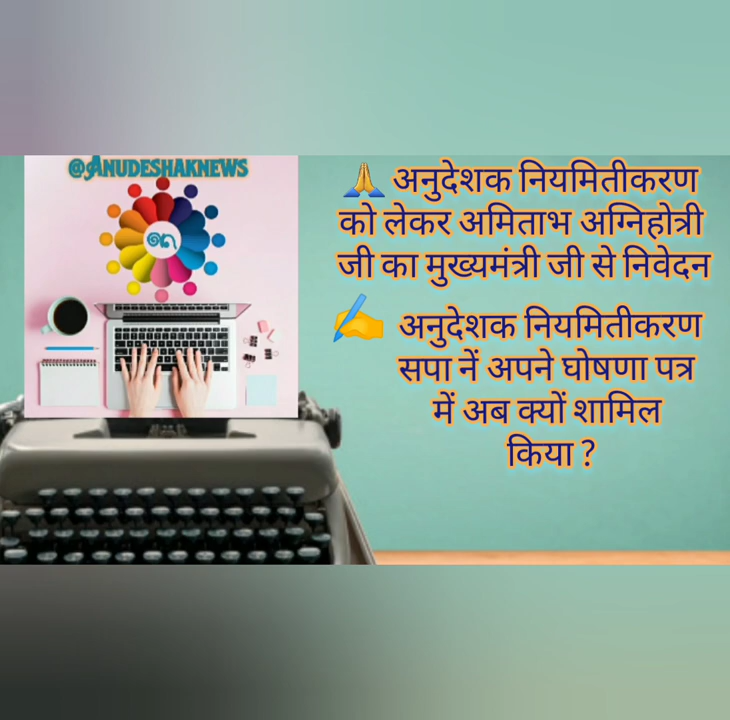 @ANUDESHAKNEWS
🙏 अनुदेशक नियमितीकरण
को लेकर अमिताभ अग्निहोत्री
जी का मुख्यमंत्री जी से निवेदन
✍ अनुदेशक नियमितीकरण
सपा नें अपने घोषणा पत्र
में अब क्यों शामिल
किया ?